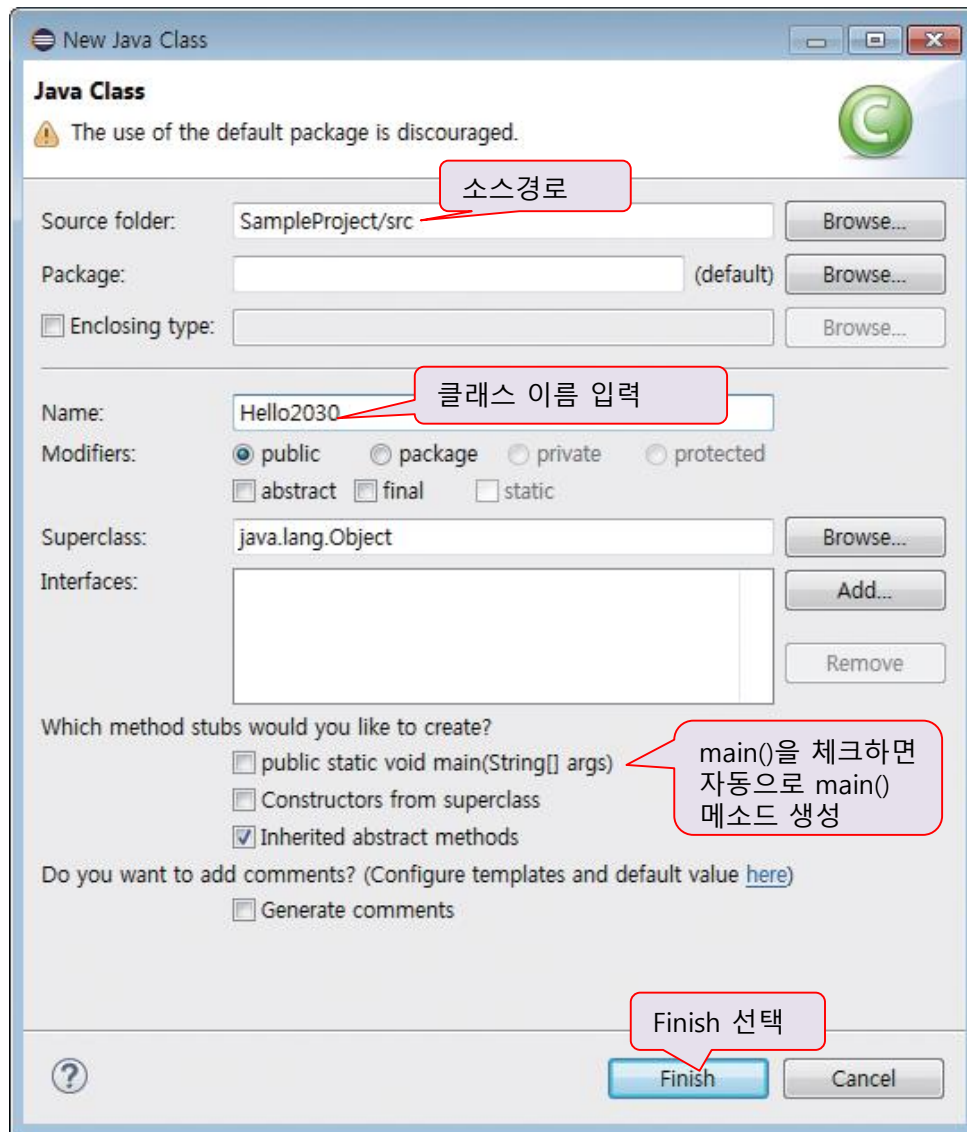 New Java Class
Java Class
The use of the default package is discouraged.
소스경로
Source folder: SampleProject/src Browse...
Package: (default) Browse...
Enclosing type: Browse...
클래스 이름 입력
Name: Hello2030
Modifiers: public package private protected
abstract final static
Superclass: java.lang.Object Browse...
Interfaces: Add...
Remove
Which method stubs would you like to create?
public static void main(String[] args)
Constructors from superclass
Inherited abstract methods
main()을 체크하면
자동으로 main()
메소드 생성
Do you want to add comments? (Configure templates and default value here)
Generate comments
Finish 선택
Finish Cancel